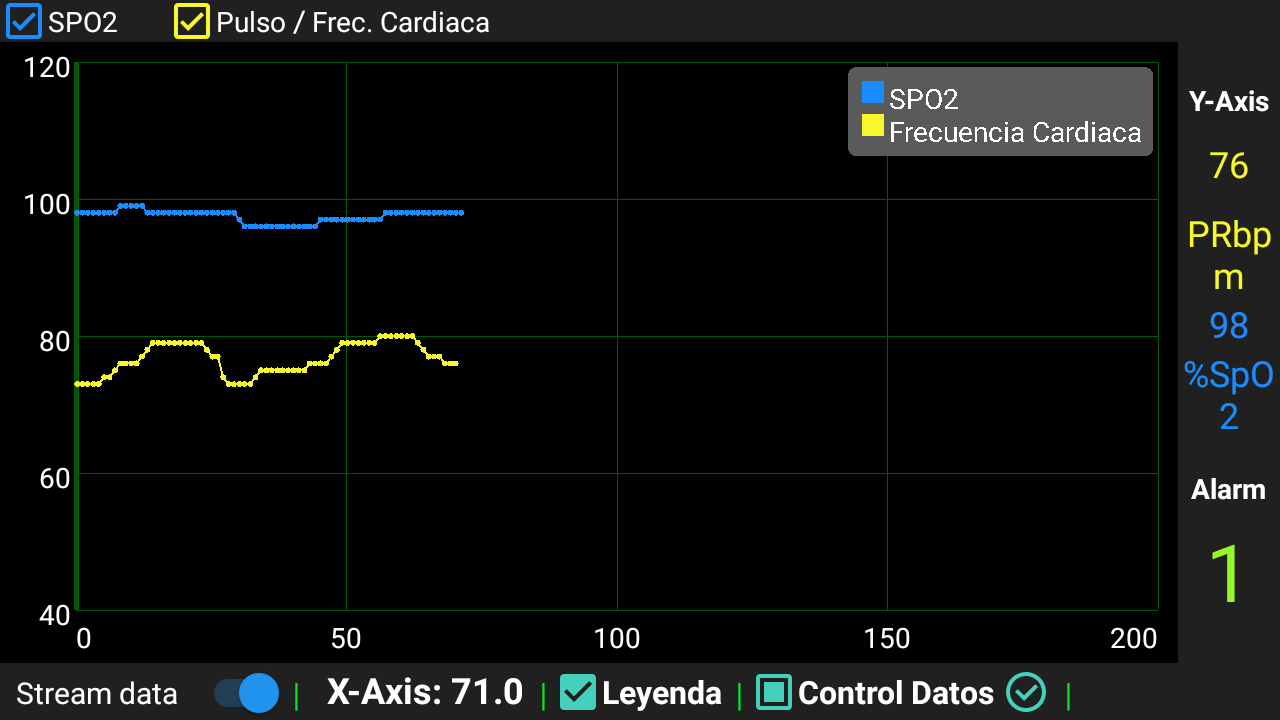 SPO2 Pulso / Frec. Cardiaca
120
100
80
60
40
0 50 100 150 200
SPO2
Frecuencia Cardiaca
Y-Axis
76
PRbp
m
98
%SpO
2
Alarm
1
Stream data | X-Axis: 71.0 | Leyenda | Control Datos |